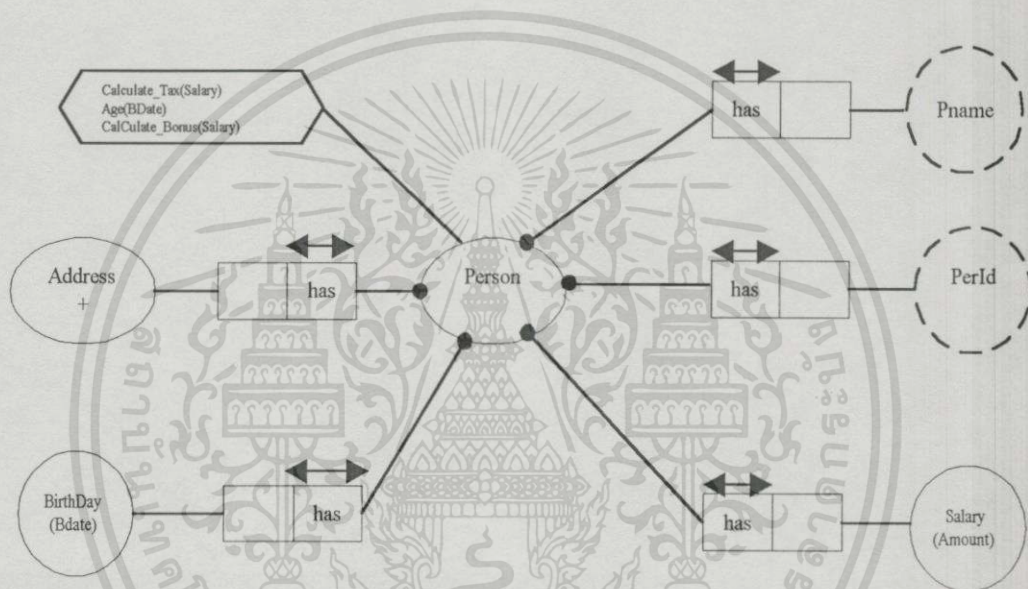 Calculate_Tax(Salary)
Age(BDate)
CalCulate_Bonus(Salary)
has
Pname
Address
+
has
Person
has
PerId
BirthDay
(Bdate)
has
has
Salary
(Amount)